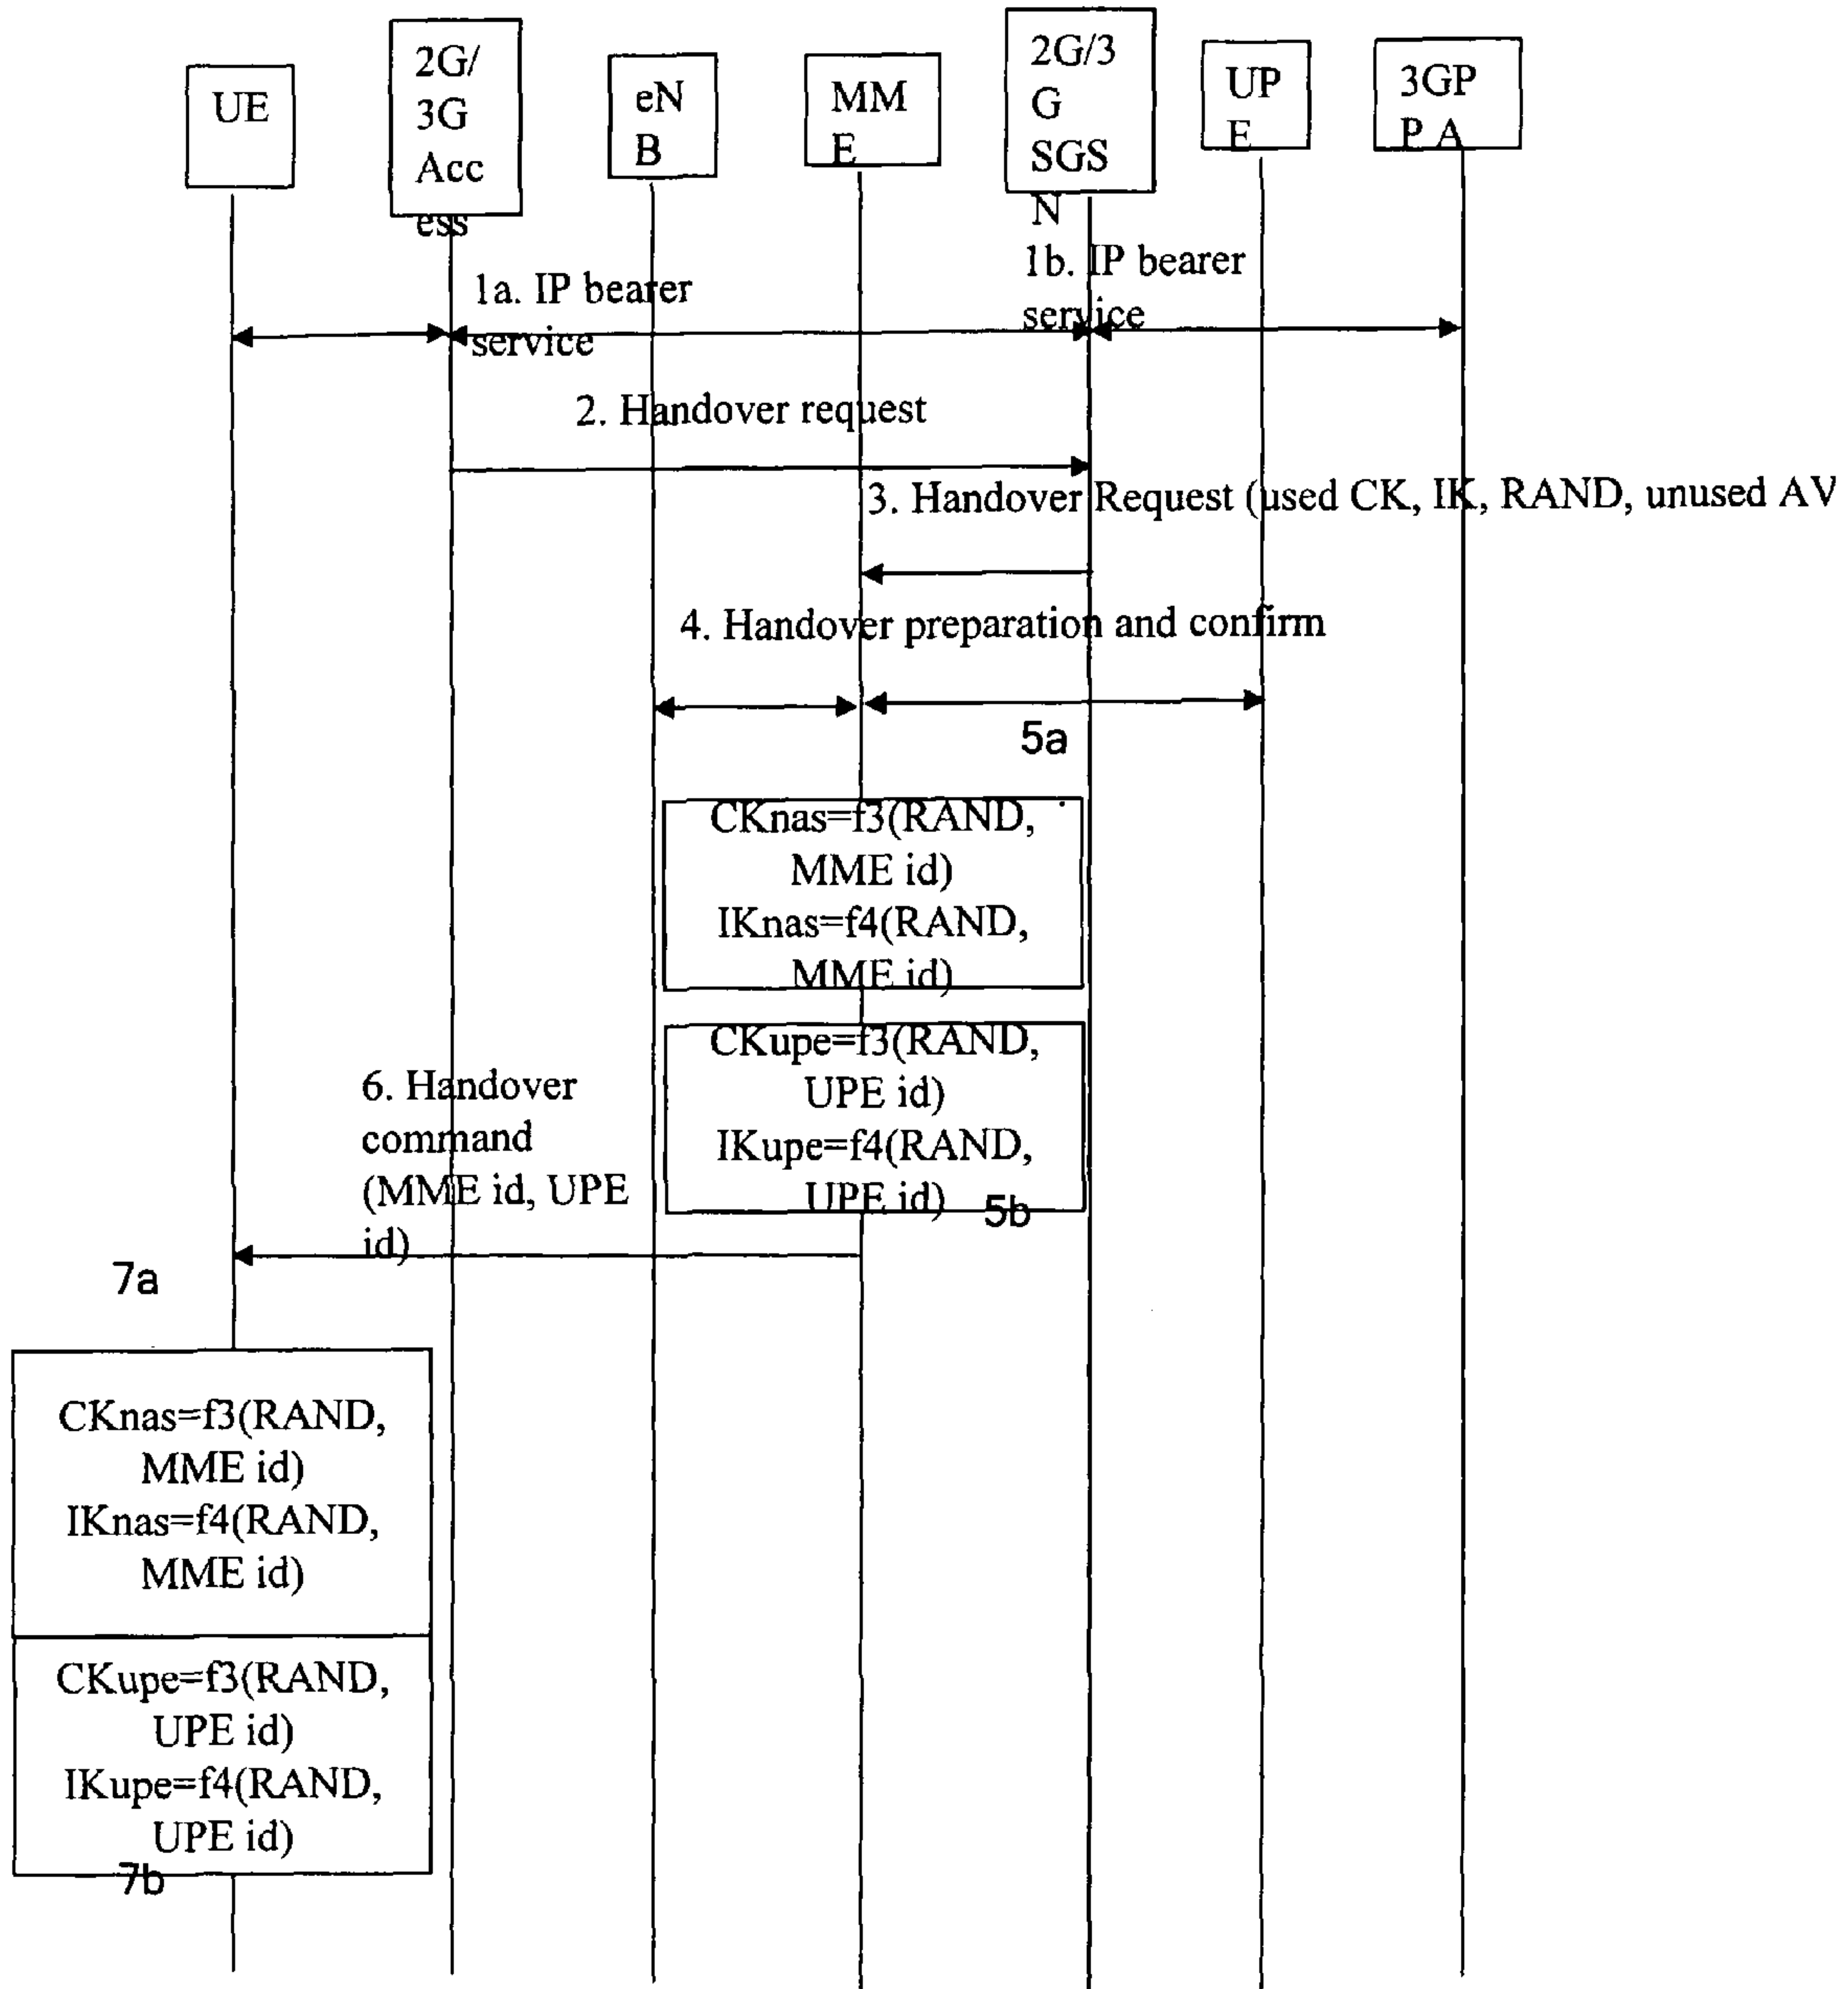 UE
2G/
3G
Acc
ess
eN
B
MM
E
2G/3
G
SGS
N
UP
E
3GP
P A
1a. IP bearer
service
1b. IP bearer
service
2. Handover request
3. Handover Request (used CK, IK, RAND, unused AV
4. Handover preparation and confirm
5a
CKnas=f3(RAND,
MME id)
IKnas=f4(RAND,
MME id)
CKupe=f3(RAND,
UPE id)
IKupe=f4(RAND,
UPE id)
5b
6. Handover
command
(MME id, UPE
id)
7a
CKnas=f3(RAND,
MME id)
IKnas=f4(RAND,
MME id)
CKupe=f3(RAND,
UPE id)
IKupe=f4(RAND,
UPE id)
7b